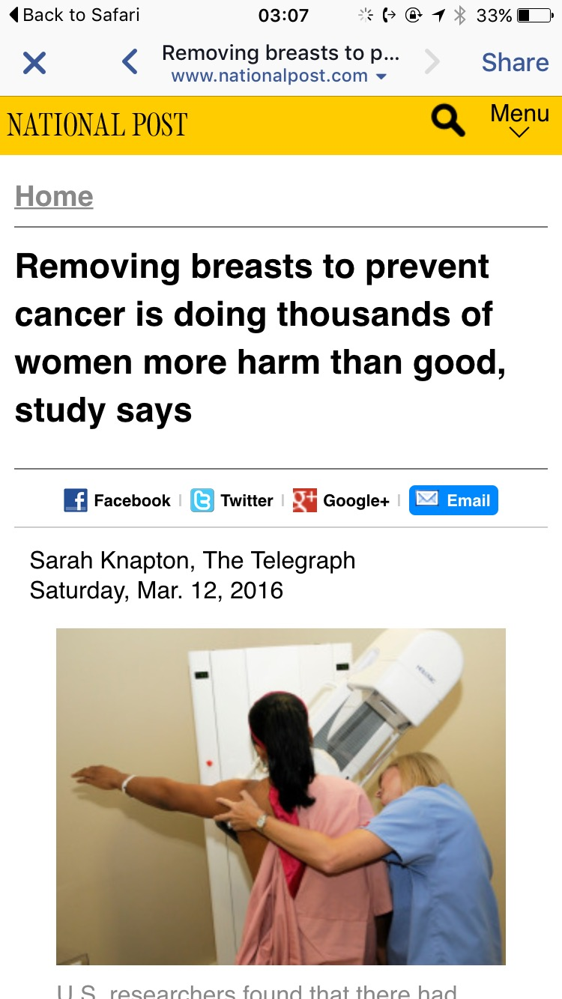 Back to Safari 03:07 33%
Removing breasts to p...
www.nationalpost.com
Share
NATIONAL POST
Menu
Home
Removing breasts to prevent
cancer is doing thousands of
women more harm than good,
study says
Facebook Twitter Google+ Email
Sarah Knapton, The Telegraph
Saturday, Mar. 12, 2016
HOLOGIC
U.S. researchers found that there had